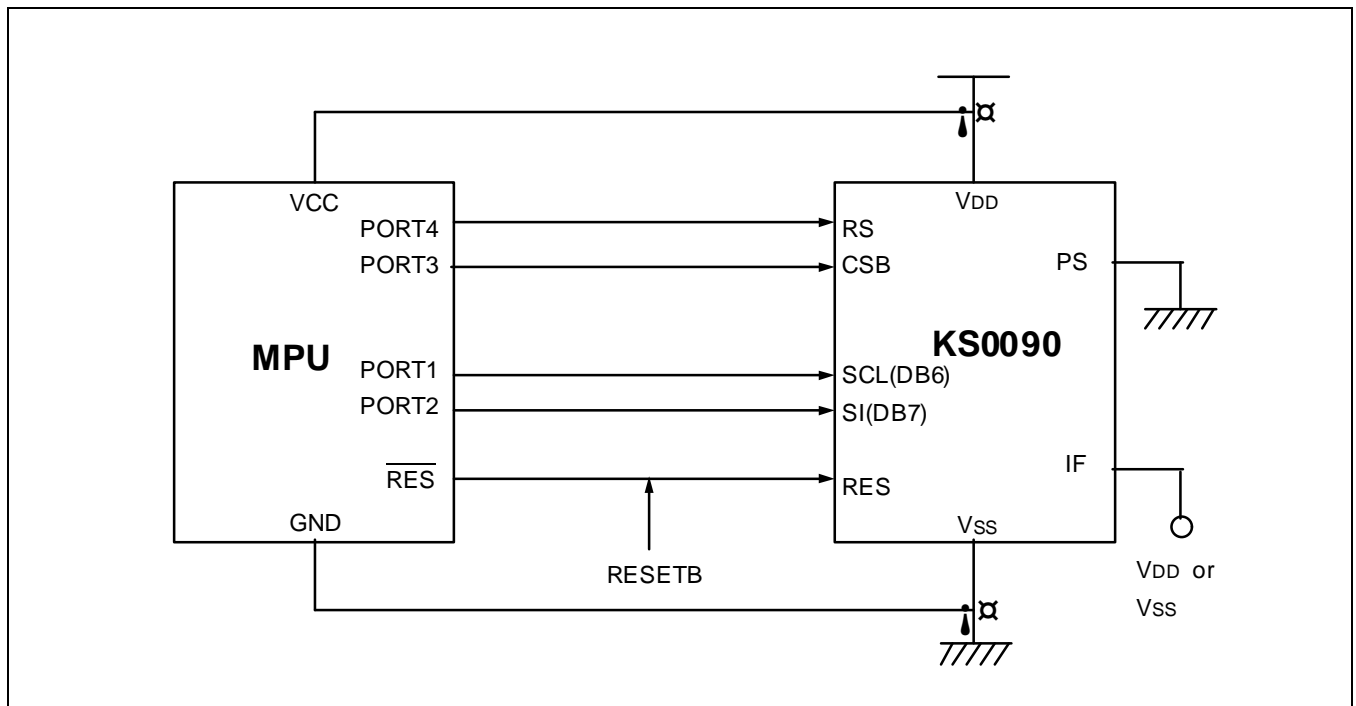 VCC
PORT4
PORT3
MPU
PORT1
PORT2
RES
GND
RESETB
VDD
RS
CSB
PS
KS0090
SCL(DB6)
SI(DB7)
IF
RES
VSS
VDD or
VSS